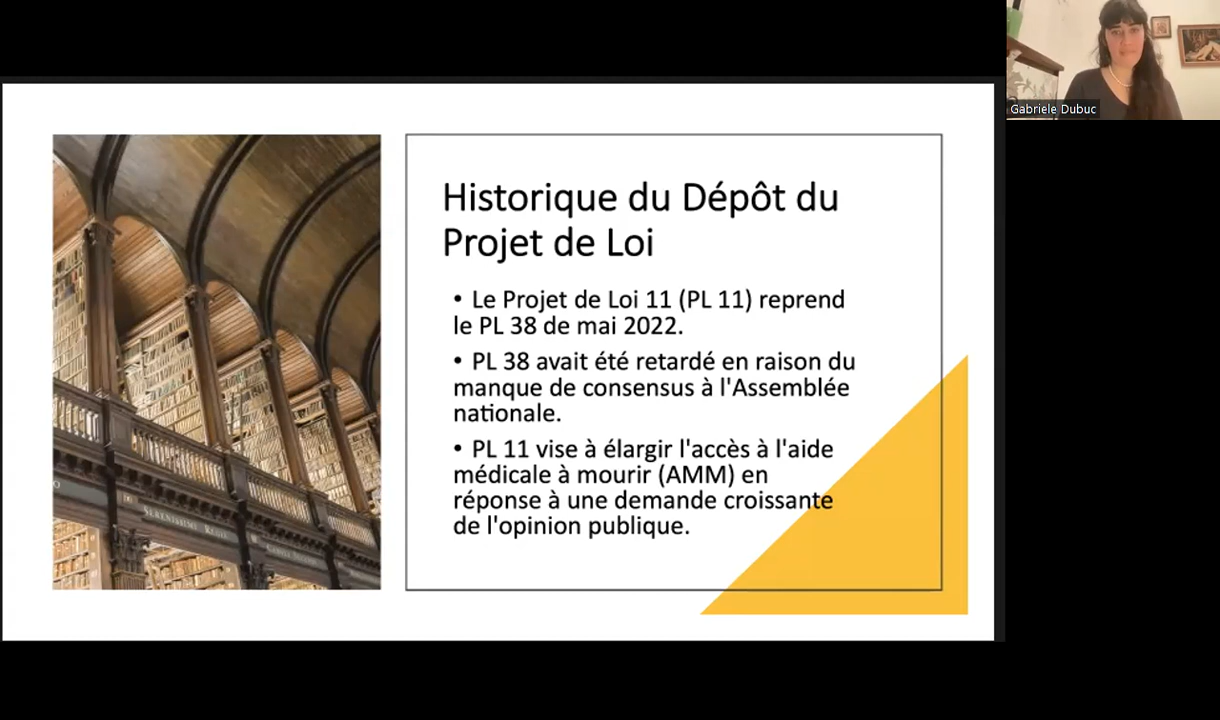 Gabriele Dubuc
Historique du Dépôt du
Projet de Loi
• Le Projet de Loi 11 (PL 11) reprend
le PL 38 de mai 2022.
• PL 38 avait été retardé en raison du
manque de consensus à l'Assemblée
nationale.
• PL 11 vise à élargir l'accès à l'aide
médicale à mourir (AMM) en
réponse à une demande croissante
de l'opinion publique.